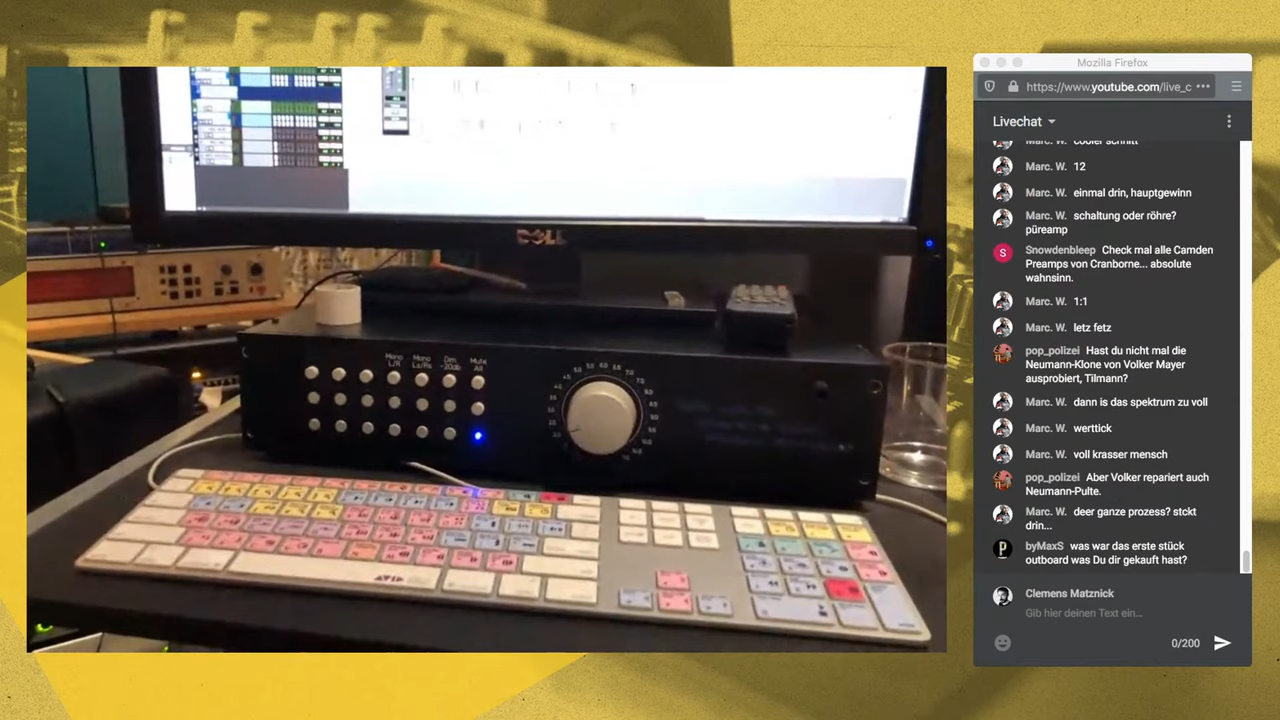 Mozilla Firefox
https://www.youtube.com/live_c
Livechat
Marc. W. cooler schnitt
Marc. W. 12
Marc. W. einmal drin, hauptgewinn
Marc. W. schaltung oder röhre?
püreamp
Snowdenbleep Check mal alle Camden
Preamps von Cranborne... absolute
wahnsinn.
Marc. W. 1:1
Marc. W. letz fetz
pop_polizei Hast du nicht mal die
Neumann-Klone von Volker Mayer
ausprobiert, Tilmann?
Marc. W. dann is das spektrum zu voll
Marc. W. werttick
Marc. W. voll krasser mensch
pop_polizei Aber Volker repariert auch
Neumann-Pulte.
Marc. W. deer ganze prozess? stckt
drin...
byMaxS was war das erste stück
outboard was Du dir gekauft hast?
Clemens Matznick
Gib hier deinen Text ein...
0/200
DELL
Mono
L/R
Mono
Ls/Rs
Dim
-20db
Mute
All
AVID